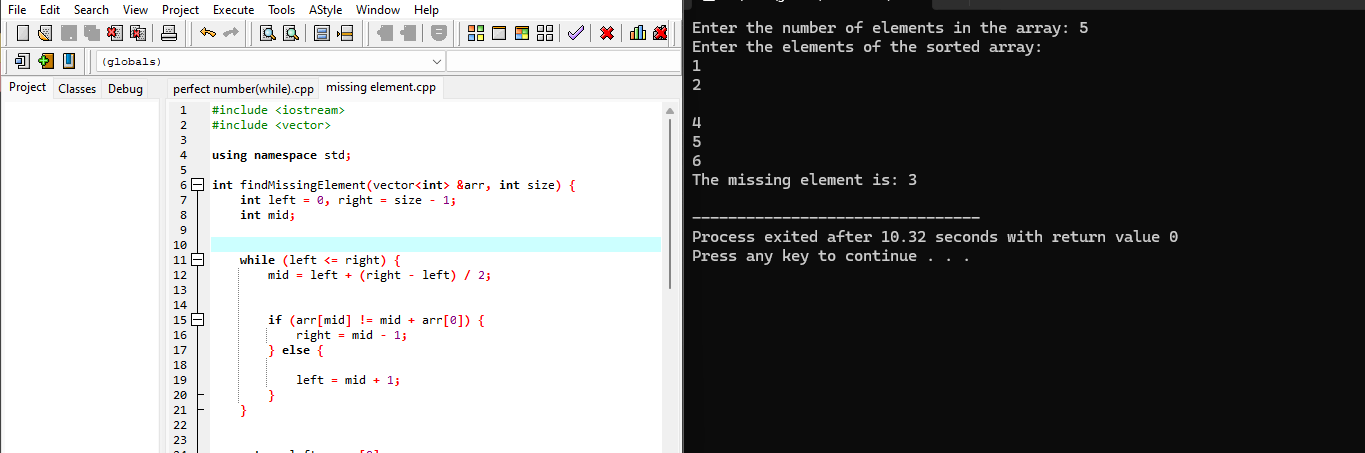 File Edit Search View Project Execute Tools AStyle Window Help
(globals)
Project Classes Debug
perfect number(while).cpp missing element.cpp
1 #include <iostream>
2 #include <vector>
3
4 using namespace std;
5
6 int findMissingElement(vector<int> &arr, int size) {
7 int left = 0, right = size - 1;
8 int mid;
9
10
11 while (left <= right) {
12 mid = left + (right - left) / 2;
13
14
15 if (arr[mid] != mid + arr[0]) {
16 right = mid - 1;
17 } else {
18
19 left = mid + 1;
20 }
21 }
22
23
Enter the number of elements in the array: 5
Enter the elements of the sorted array:
1
2
4
5
6
The missing element is: 3
--------------------------------
Process exited after 10.32 seconds with return value 0
Press any key to continue . . .